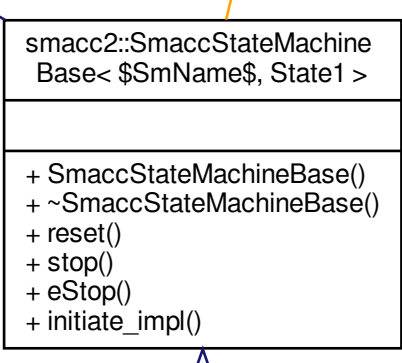 smacc2::SmaccStateMachine
Base< $SmName$, State1 >
+ SmaccStateMachineBase()
+ ~SmaccStateMachineBase()
+ reset()
+ stop()
+ eStop()
+ initiate_impl()